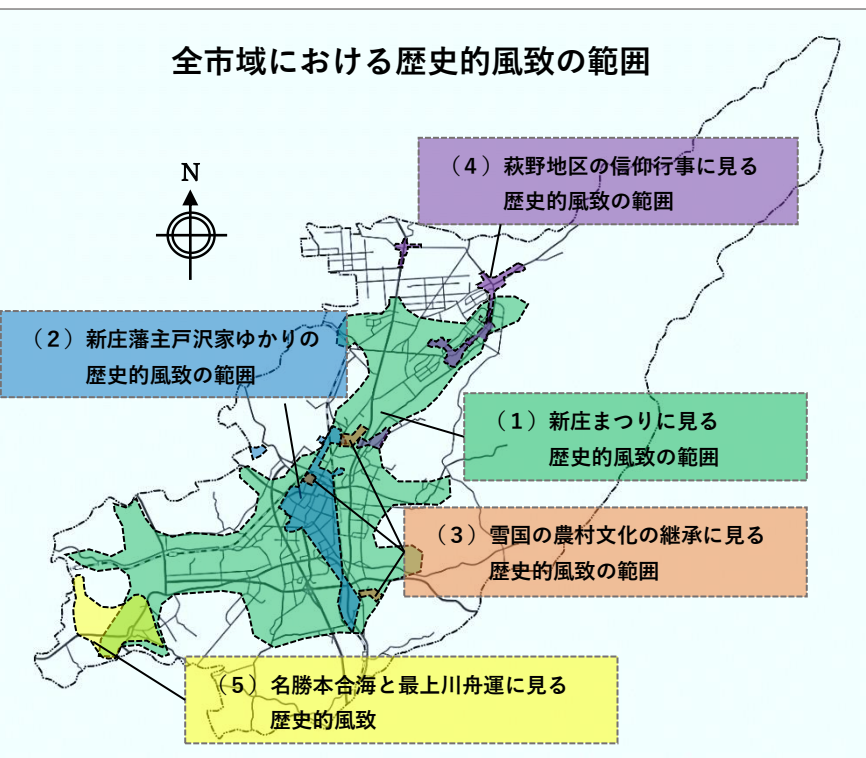 全市域における歴史的風致の範囲
N
（４）萩野地区の信仰行事に見る
歴史的風致の範囲
（２）新庄藩主戸沢家ゆかりの
歴史的風致の範囲
（１）新庄まつりに見る
歴史的風致の範囲
（３）雪国の農村文化の継承に見る
歴史的風致の範囲
（５）名勝本合海と最上川舟運に見る
歴史的風致